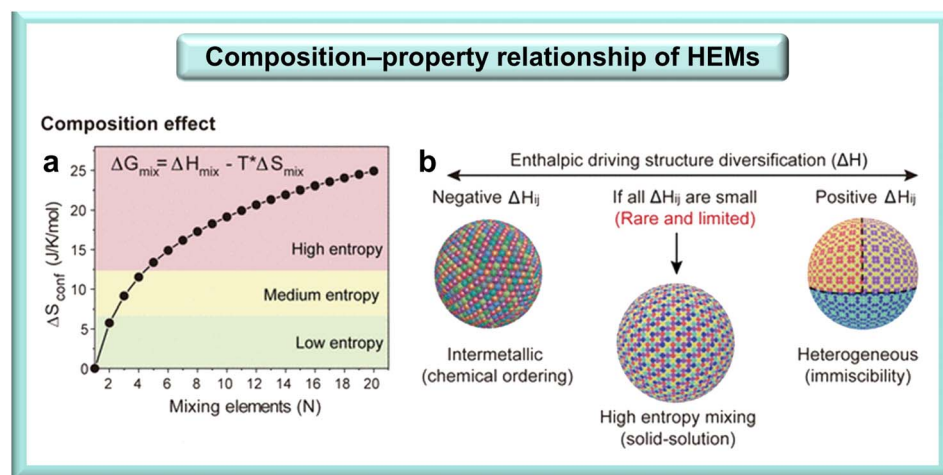 Composition–property relationship of HEMs
Composition effect
a
ΔGmix= ΔHmix - T*ΔSmix
25
20
15
10
5
0
ΔSconf (J/K/mol)
High entropy
Medium entropy
Low entropy
2 4 6 8 10 12 14 16 18 20
Mixing elements (N)
b
Enthalpic driving structure diversification (ΔH)
Negative ΔHij
If all ΔHij are small
(Rare and limited)
Positive ΔHij
Intermetallic
(chemical ordering)
High entropy mixing
(solid-solution)
Heterogeneous
(immiscibility)